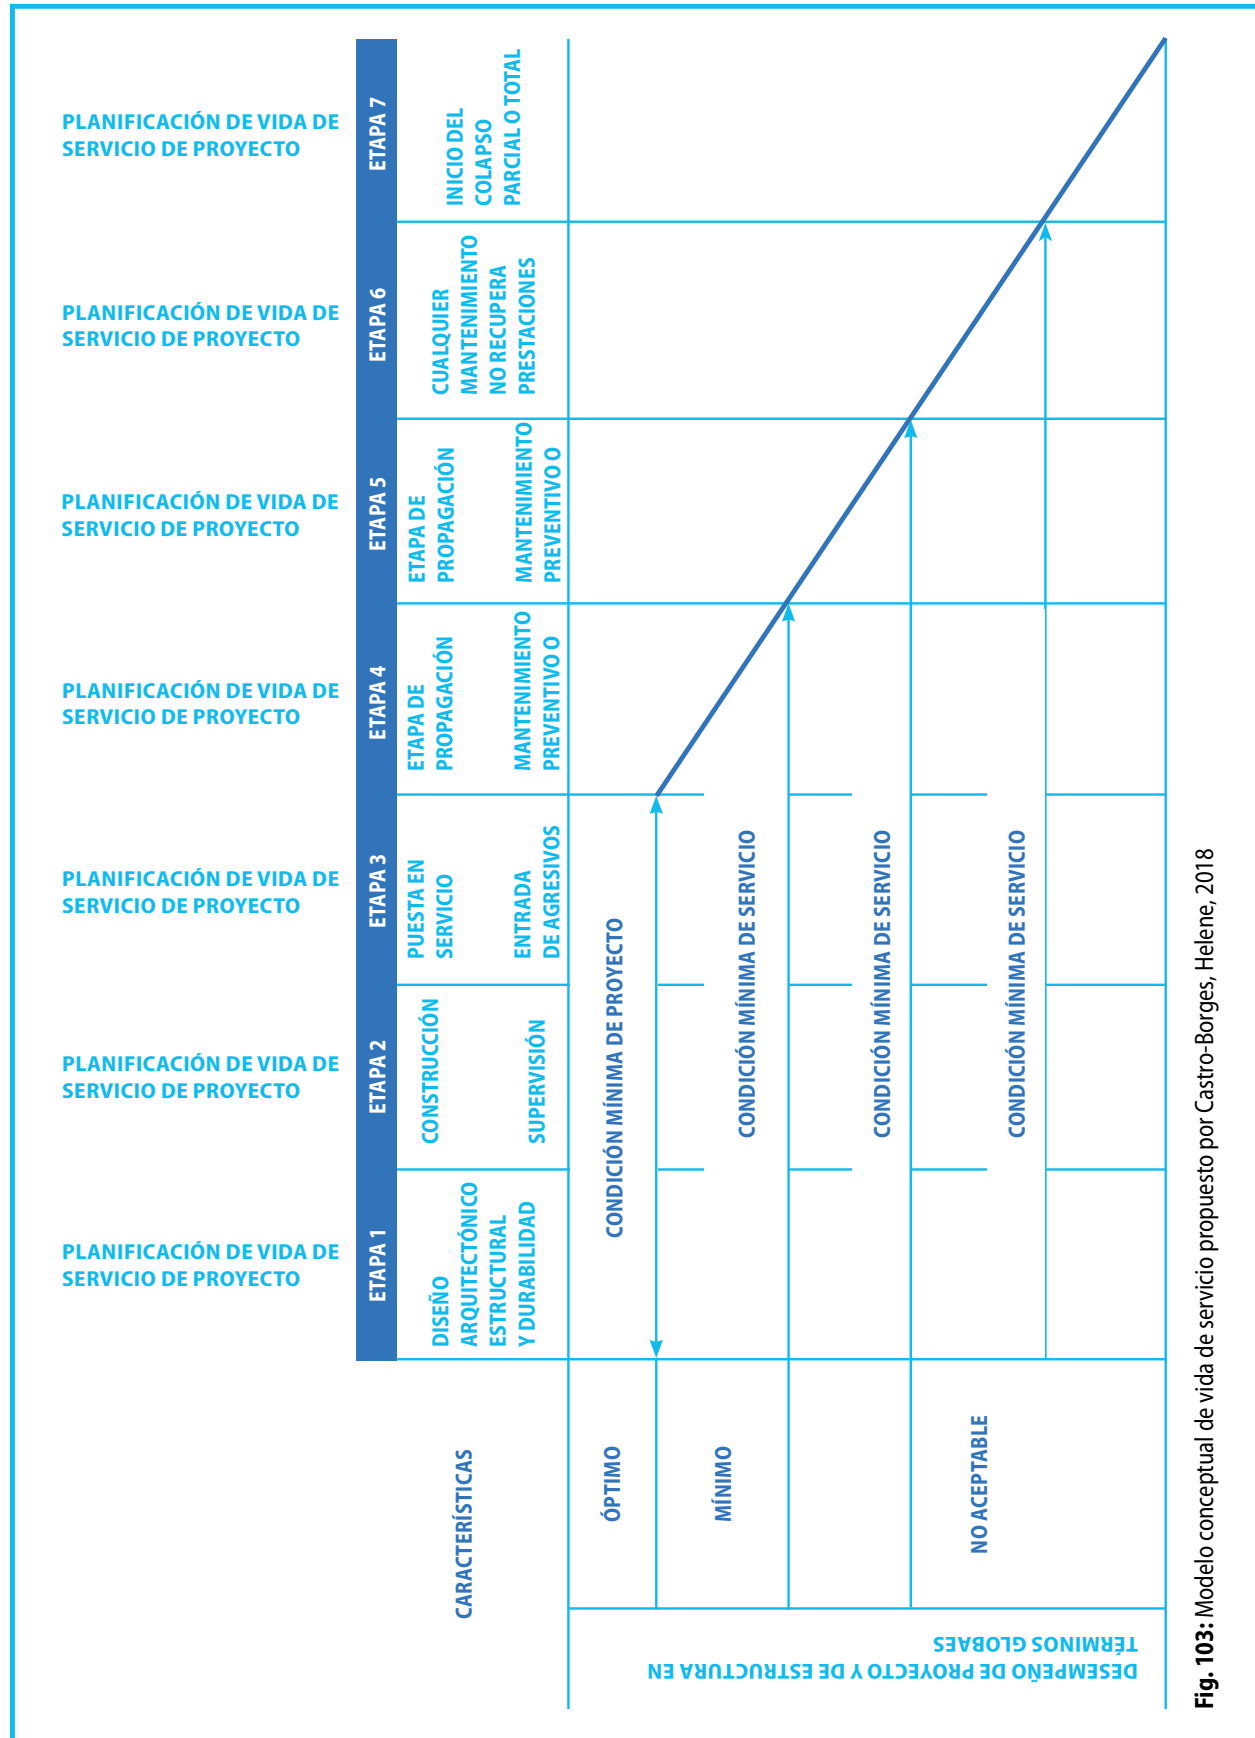 PLANIFICACIÓN DE VIDA DE
SERVICIO DE PROYECTO
PLANIFICACIÓN DE VIDA DE
SERVICIO DE PROYECTO
PLANIFICACIÓN DE VIDA DE
SERVICIO DE PROYECTO
PLANIFICACIÓN DE VIDA DE
SERVICIO DE PROYECTO
PLANIFICACIÓN DE VIDA DE
SERVICIO DE PROYECTO
PLANIFICACIÓN DE VIDA DE
SERVICIO DE PROYECTO
PLANIFICACIÓN DE VIDA DE
SERVICIO DE PROYECTO
ETAPA 1
ETAPA 2
ETAPA 3
ETAPA 4
ETAPA 5
ETAPA 6
ETAPA 7
CARACTERÍSTICAS
DISEÑO
ARQUITECTÓNICO
ESTRUCTURAL
Y DURABILIDAD
CONSTRUCCIÓN
SUPERVISIÓN
PUESTA EN
SERVICIO
ENTRADA
DE AGRESIVOS
ETAPA DE
PROPAGACIÓN
MANTENIMIENTO
PREVENTIVO O
ETAPA DE
PROPAGACIÓN
MANTENIMIENTO
PREVENTIVO O
CUALQUIER
MANTENIMIENTO
NO RECUPERA
PRESTACIONES
INICIO DEL
COLAPSO
PARCIAL O TOTAL
DESEMPEÑO DE PROYECTO Y DE ESTRUCTURA EN
TÉRMINOS GLOBAES
ÓPTIMO
CONDICIÓN MÍNIMA DE PROYECTO
MÍNIMO
CONDICIÓN MÍNIMA DE SERVICIO
CONDICIÓN MÍNIMA DE SERVICIO
NO ACEPTABLE
CONDICIÓN MÍNIMA DE SERVICIO
Fig. 103: Modelo conceptual de vida de servicio propuesto por Castro-Borges, Helene, 2018